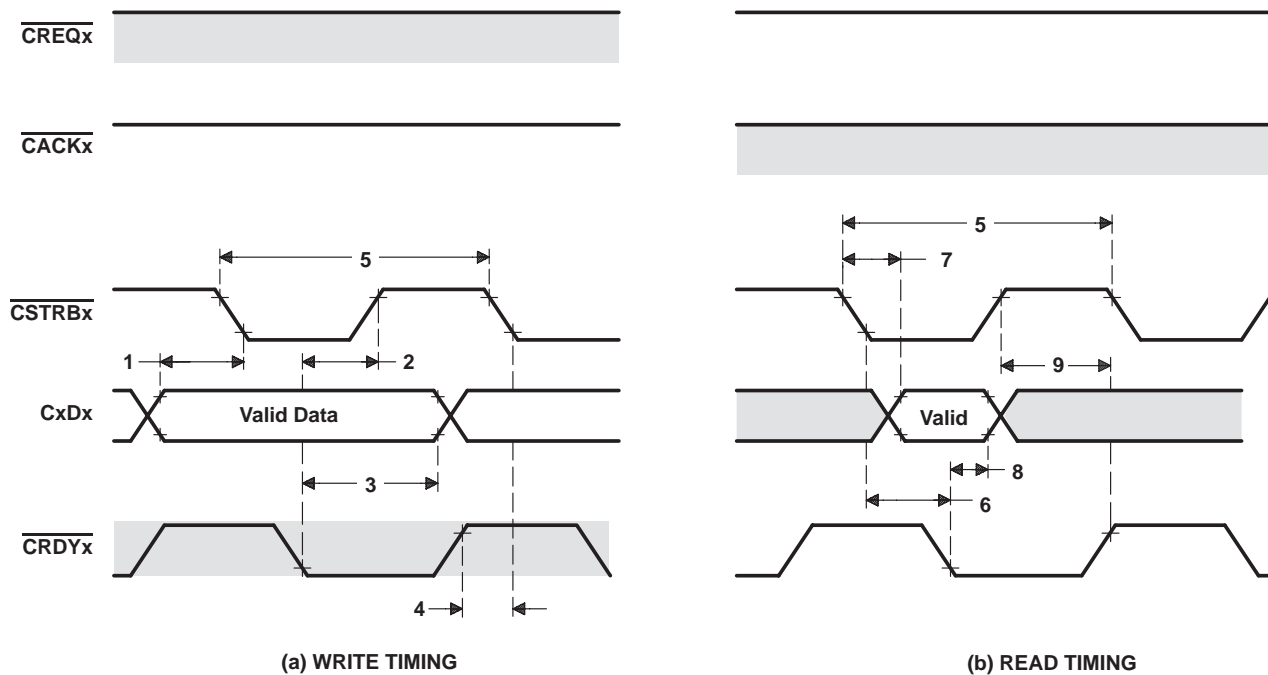 CREQx
CACKx
5
CSTRBx
1
2
CxDx
Valid Data
3
CRDYx
4
(a) WRITE TIMING
5
7
9
Valid
8
6
(b) READ TIMING